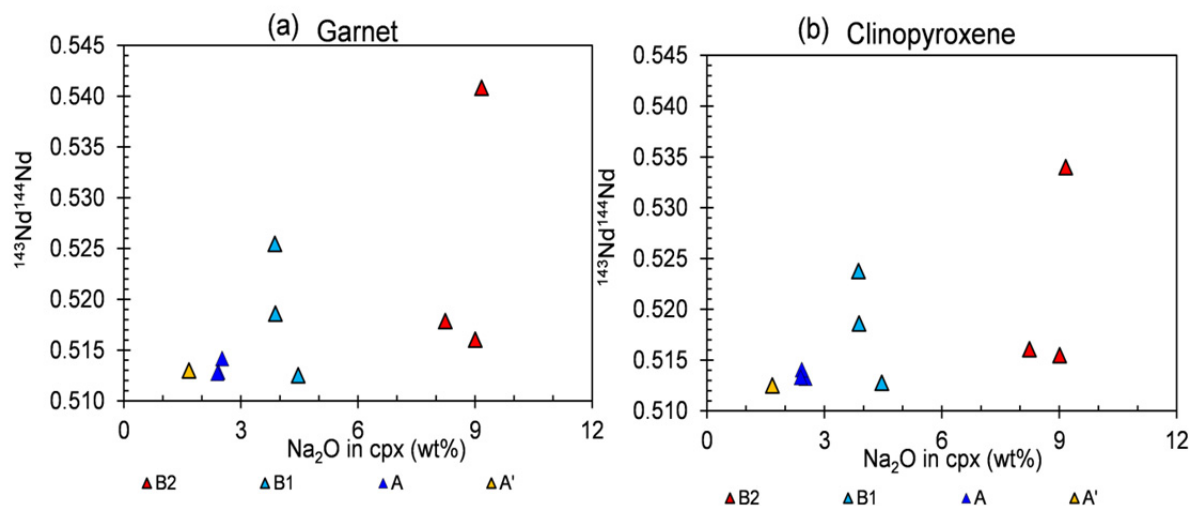 (a) Garnet
0.545
0.540
0.535
0.530
0.525
0.520
0.515
0.510
¹⁴³Nd¹⁴⁴Nd
0 3 6 9 12
Na₂O in cpx (wt%)
B2 B1 A A'
(b) Clinopyroxene
0.545
0.540
0.535
0.530
0.525
0.520
0.515
0.510
¹⁴³Nd¹⁴⁴Nd
0 3 6 9 12
Na₂O in cpx (wt%)
B2 B1 A A'